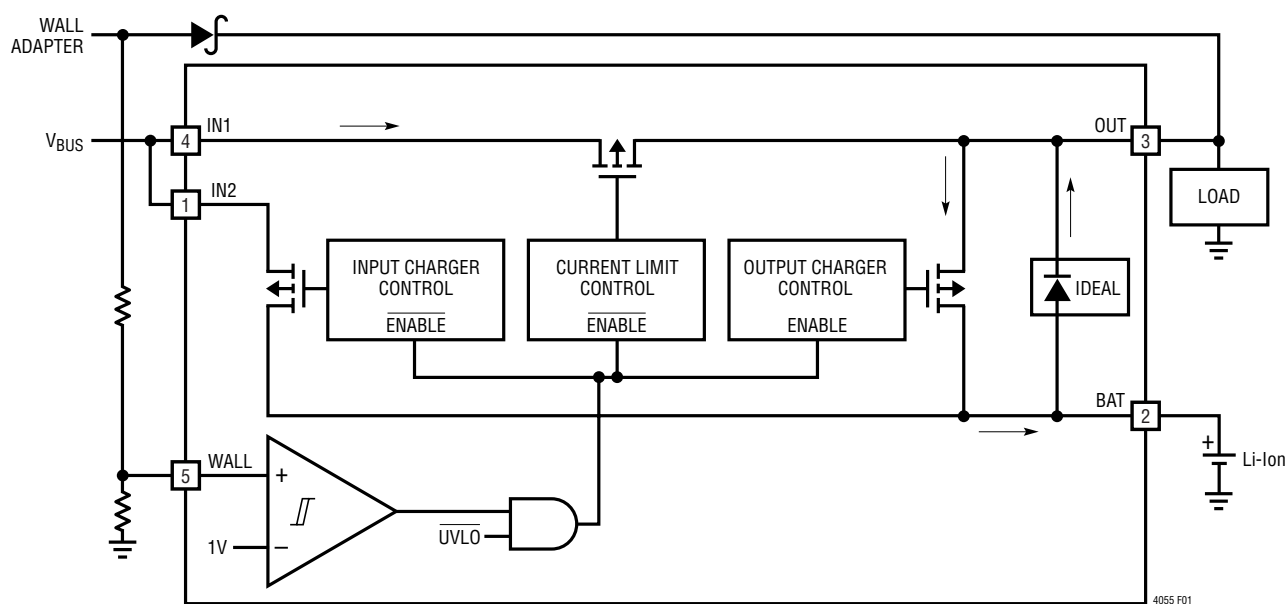 WALL
ADAPTER
VBUS
4
IN1
OUT
3
1
IN2
LOAD
INPUT CHARGER
CONTROL
ENABLE
CURRENT LIMIT
CONTROL
ENABLE
OUTPUT CHARGER
CONTROL
ENABLE
IDEAL
BAT
2
+
Li-Ion
5
WALL
+
1V
–
UVLO
4055 F01